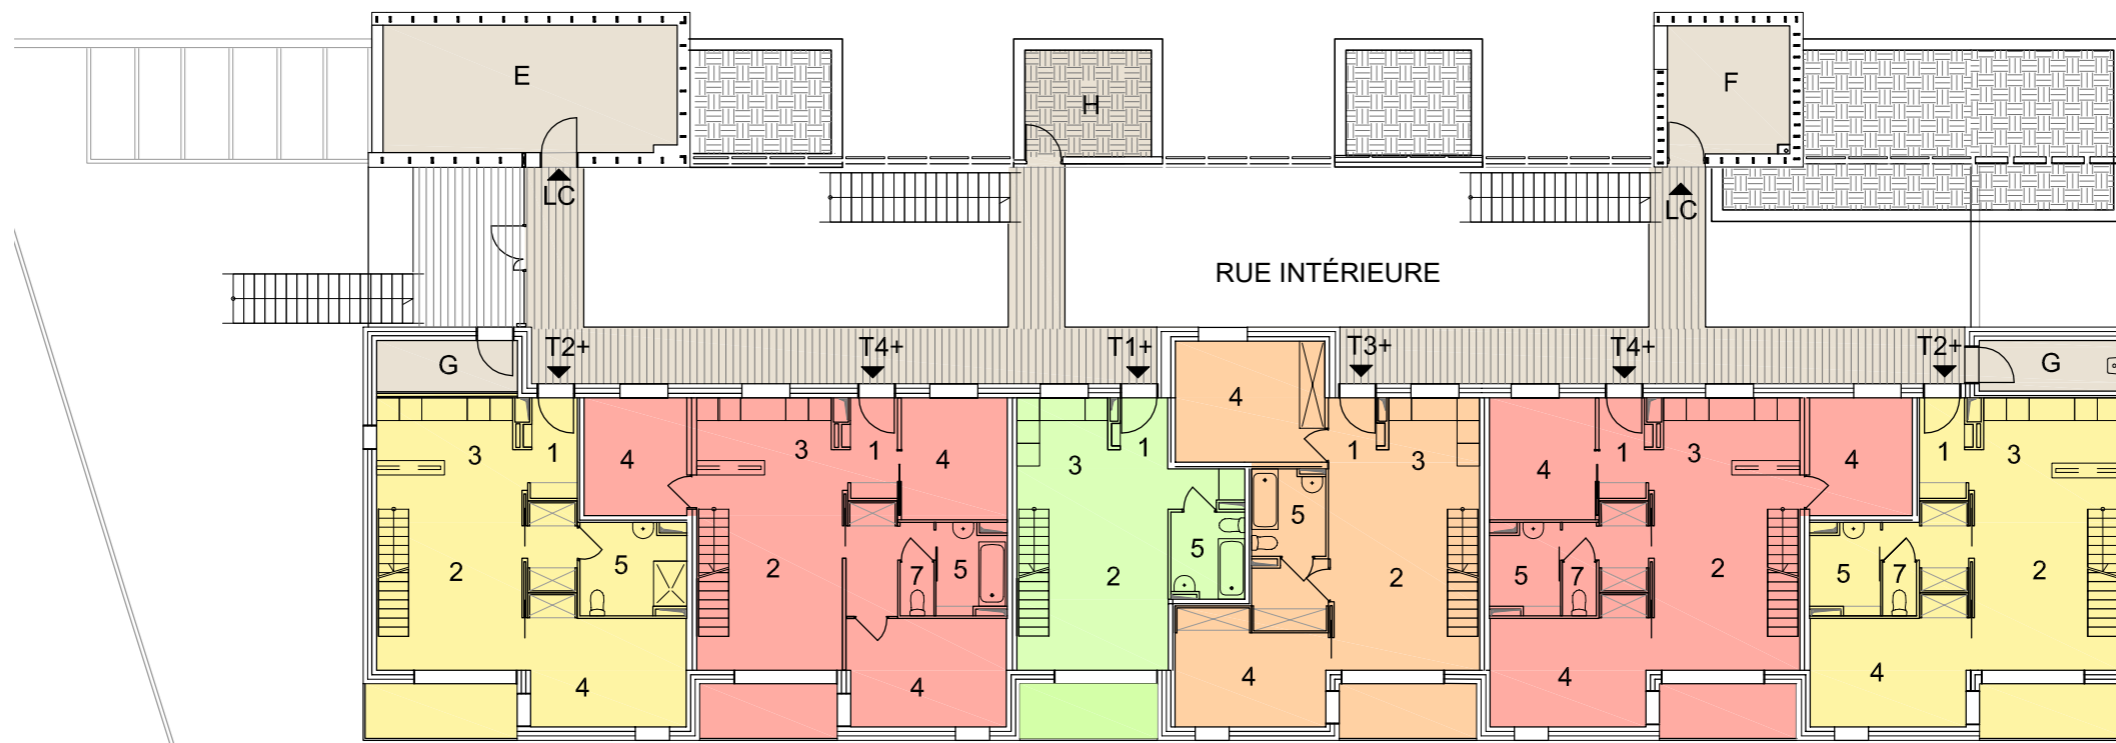 E
H
F
LC
LC
RUE INTÉRIEURE
T2+ T4+ T1+ T3+ T4+ T2+
G G
4
3 1 4 3 1 4 3 1 1 3 4 1 3 4 1 3
5
2 5 2 7 5 5 2 2 5 7 2 5 7 2
4 4 4 4 4